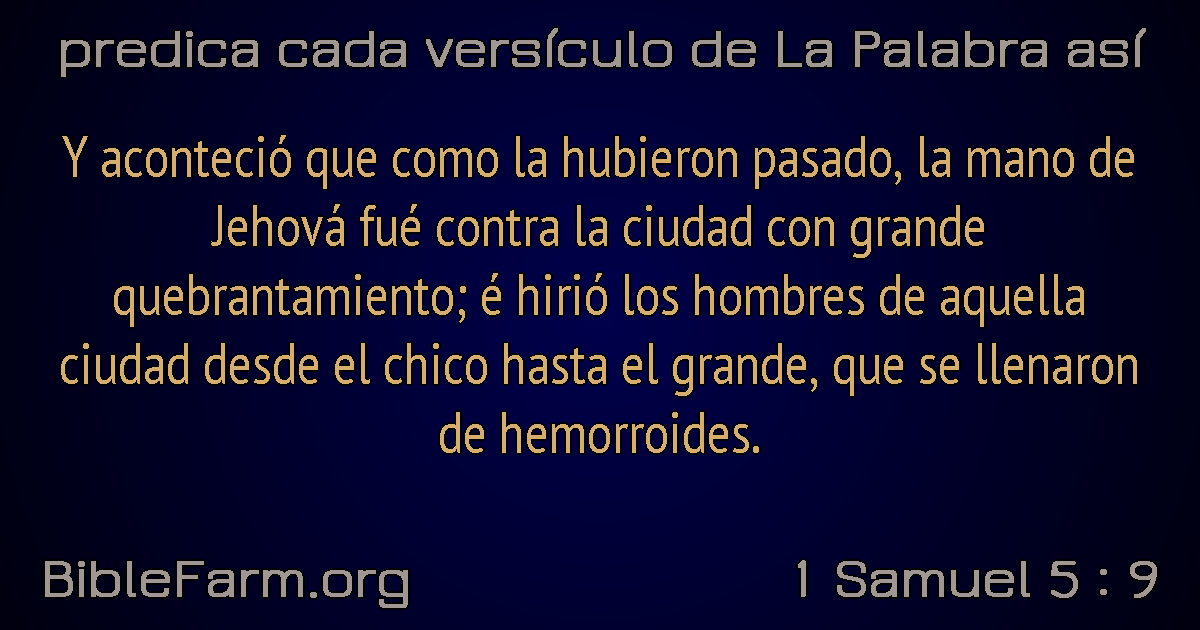 predica cada versículo de La Palabra así
Y aconteció que como la hubieron pasado, la mano de
Jehová fué contra la ciudad con grande
quebrantamiento; é hirió los hombres de aquella
ciudad desde el chico hasta el grande, que se llenaron
de hemorroides.
BibleFarm.org
1 Samuel 5 : 9